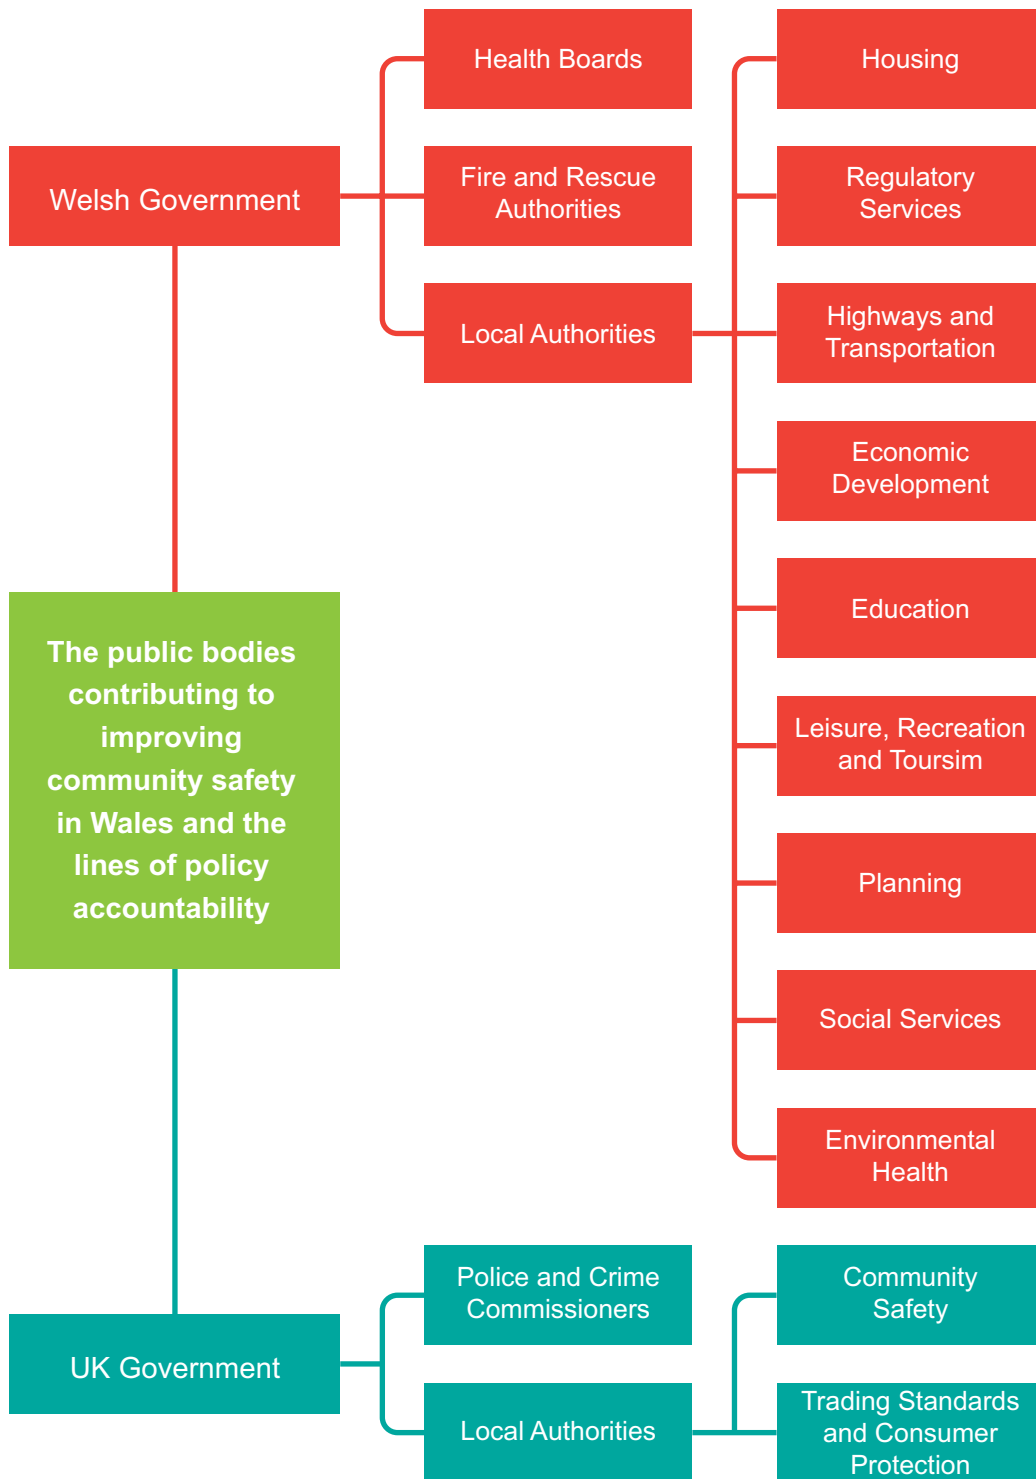 Health Boards
Housing
Welsh Government
Fire and Rescue
Authorities
Regulatory
Services
Local Authorities
Highways and
Transportation
Economic
Development
The public bodies
contributing to
improving
community safety
in Wales and the
lines of policy
accountability
Education
Leisure, Recreation
and Toursim
Planning
Social Services
Environmental
Health
UK Government
Police and Crime
Commissioners
Community
Safety
Local Authorities
Trading Standards
and Consumer
Protection